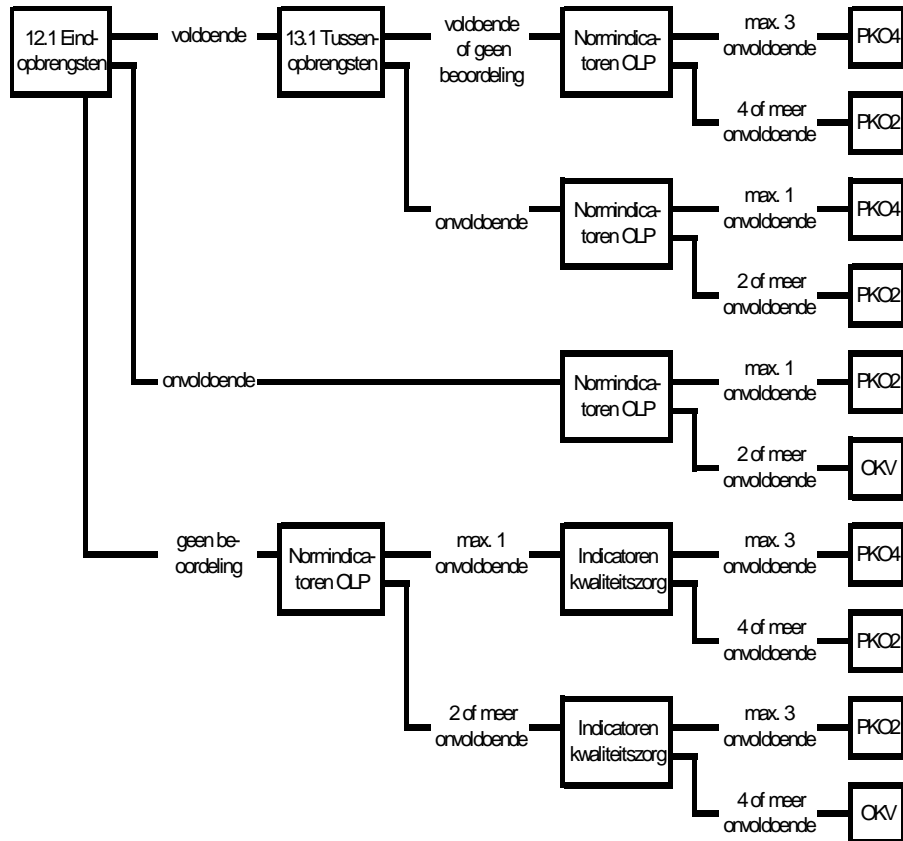 12.1 Eind-
opbrengsten
voldoende
13.1 Tussen-
opbrengsten
voldoende
of geen
beoordeling
Normindica-
toren OLP
max. 3
onvoldoende
PKO4
4 of meer
onvoldoende
PKO2
onvoldoende
Normindica-
toren OLP
max. 1
onvoldoende
PKO4
2 of meer
onvoldoende
PKO2
onvoldoende
Normindica-
toren OLP
max. 1
onvoldoende
PKO2
2 of meer
onvoldoende
OKV
geen be-
oordeling
Normindica-
toren OLP
max. 1
onvoldoende
Indicatoren
kwaliteitszorg
max. 3
onvoldoende
PKO4
4 of meer
onvoldoende
PKO2
2 of meer
onvoldoende
Indicatoren
kwaliteitszorg
max. 3
onvoldoende
PKO2
4 of meer
onvoldoende
OKV